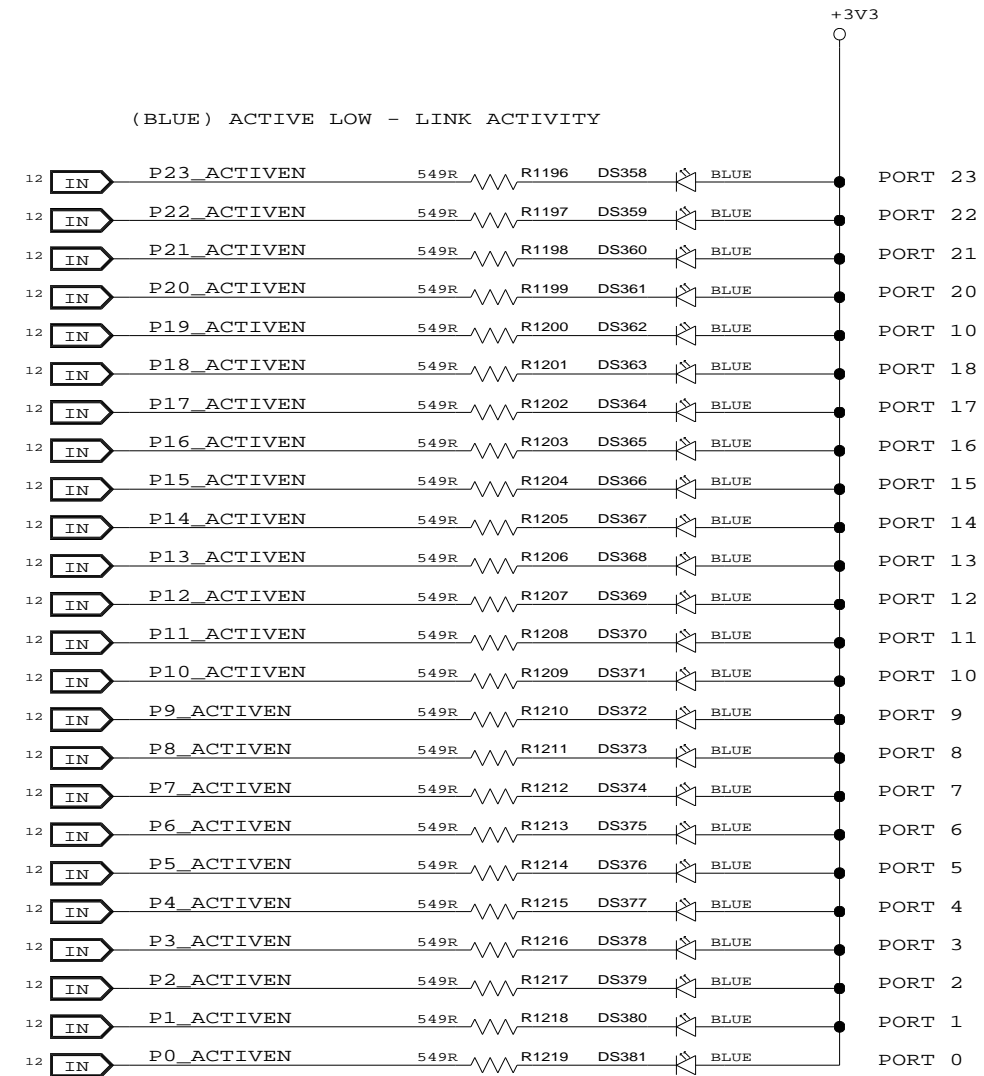 +3V3
(BLUE) ACTIVE LOW - LINK ACTIVITY
12 IN P23_ACTIVEN 549R R1196 DS358 BLUE PORT 23
12 IN P22_ACTIVEN 549R R1197 DS359 BLUE PORT 22
12 IN P21_ACTIVEN 549R R1198 DS360 BLUE PORT 21
12 IN P20_ACTIVEN 549R R1199 DS361 BLUE PORT 20
12 IN P19_ACTIVEN 549R R1200 DS362 BLUE PORT 10
12 IN P18_ACTIVEN 549R R1201 DS363 BLUE PORT 18
12 IN P17_ACTIVEN 549R R1202 DS364 BLUE PORT 17
12 IN P16_ACTIVEN 549R R1203 DS365 BLUE PORT 16
12 IN P15_ACTIVEN 549R R1204 DS366 BLUE PORT 15
12 IN P14_ACTIVEN 549R R1205 DS367 BLUE PORT 14
12 IN P13_ACTIVEN 549R R1206 DS368 BLUE PORT 13
12 IN P12_ACTIVEN 549R R1207 DS369 BLUE PORT 12
12 IN P11_ACTIVEN 549R R1208 DS370 BLUE PORT 11
12 IN P10_ACTIVEN 549R R1209 DS371 BLUE PORT 10
12 IN P9_ACTIVEN 549R R1210 DS372 BLUE PORT 9
12 IN P8_ACTIVEN 549R R1211 DS373 BLUE PORT 8
12 IN P7_ACTIVEN 549R R1212 DS374 BLUE PORT 7
12 IN P6_ACTIVEN 549R R1213 DS375 BLUE PORT 6
12 IN P5_ACTIVEN 549R R1214 DS376 BLUE PORT 5
12 IN P4_ACTIVEN 549R R1215 DS377 BLUE PORT 4
12 IN P3_ACTIVEN 549R R1216 DS378 BLUE PORT 3
12 IN P2_ACTIVEN 549R R1217 DS379 BLUE PORT 2
12 IN P1_ACTIVEN 549R R1218 DS380 BLUE PORT 1
12 IN P0_ACTIVEN 549R R1219 DS381 BLUE PORT 0